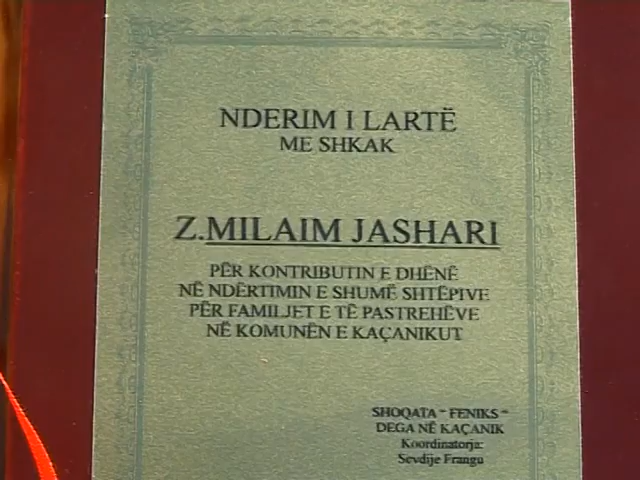 NDERIM I LARTË
ME SHKAK
Z.MILAIM JASHARI
PËR KONTRIBUTIN E DHËNË
NË NDËRTIMIN E SHUMË SHTËPIVE
PËR FAMILJET E TË PASTREHËVE
NË KOMUNËN E KAÇANIKUT
SHOQATA " FENIKS "
DEGA NË KAÇANIK
Koordinatorja:
Sevdije Frangu